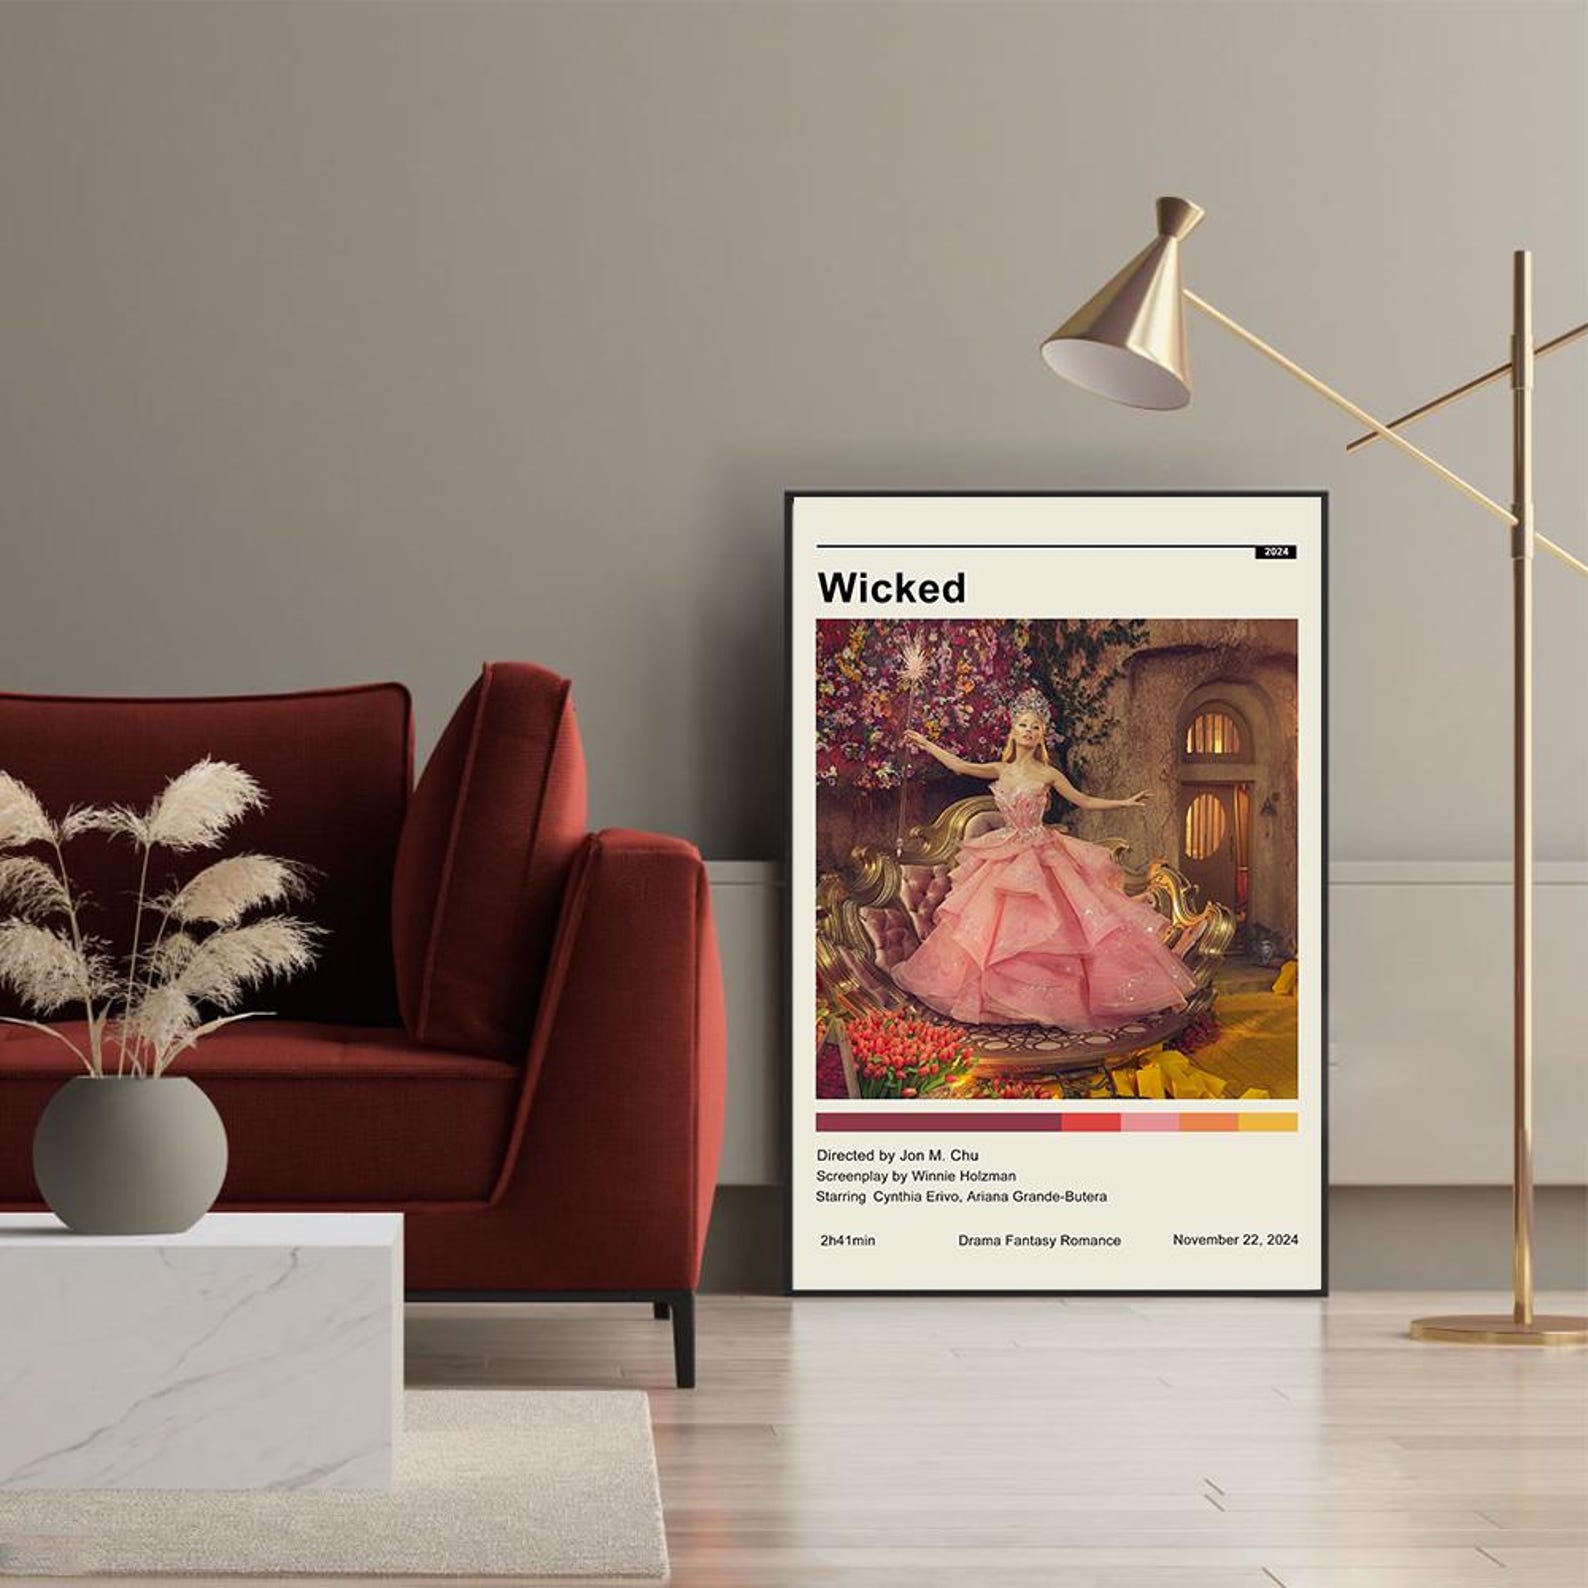 2024
Wicked
Directed by Jon M. Chu
Screenplay by Winnie Holzman
Starring Cynthia Erivo, Ariana Grande-Butera
2h41min
Drama Fantasy Romance
November 22, 2024